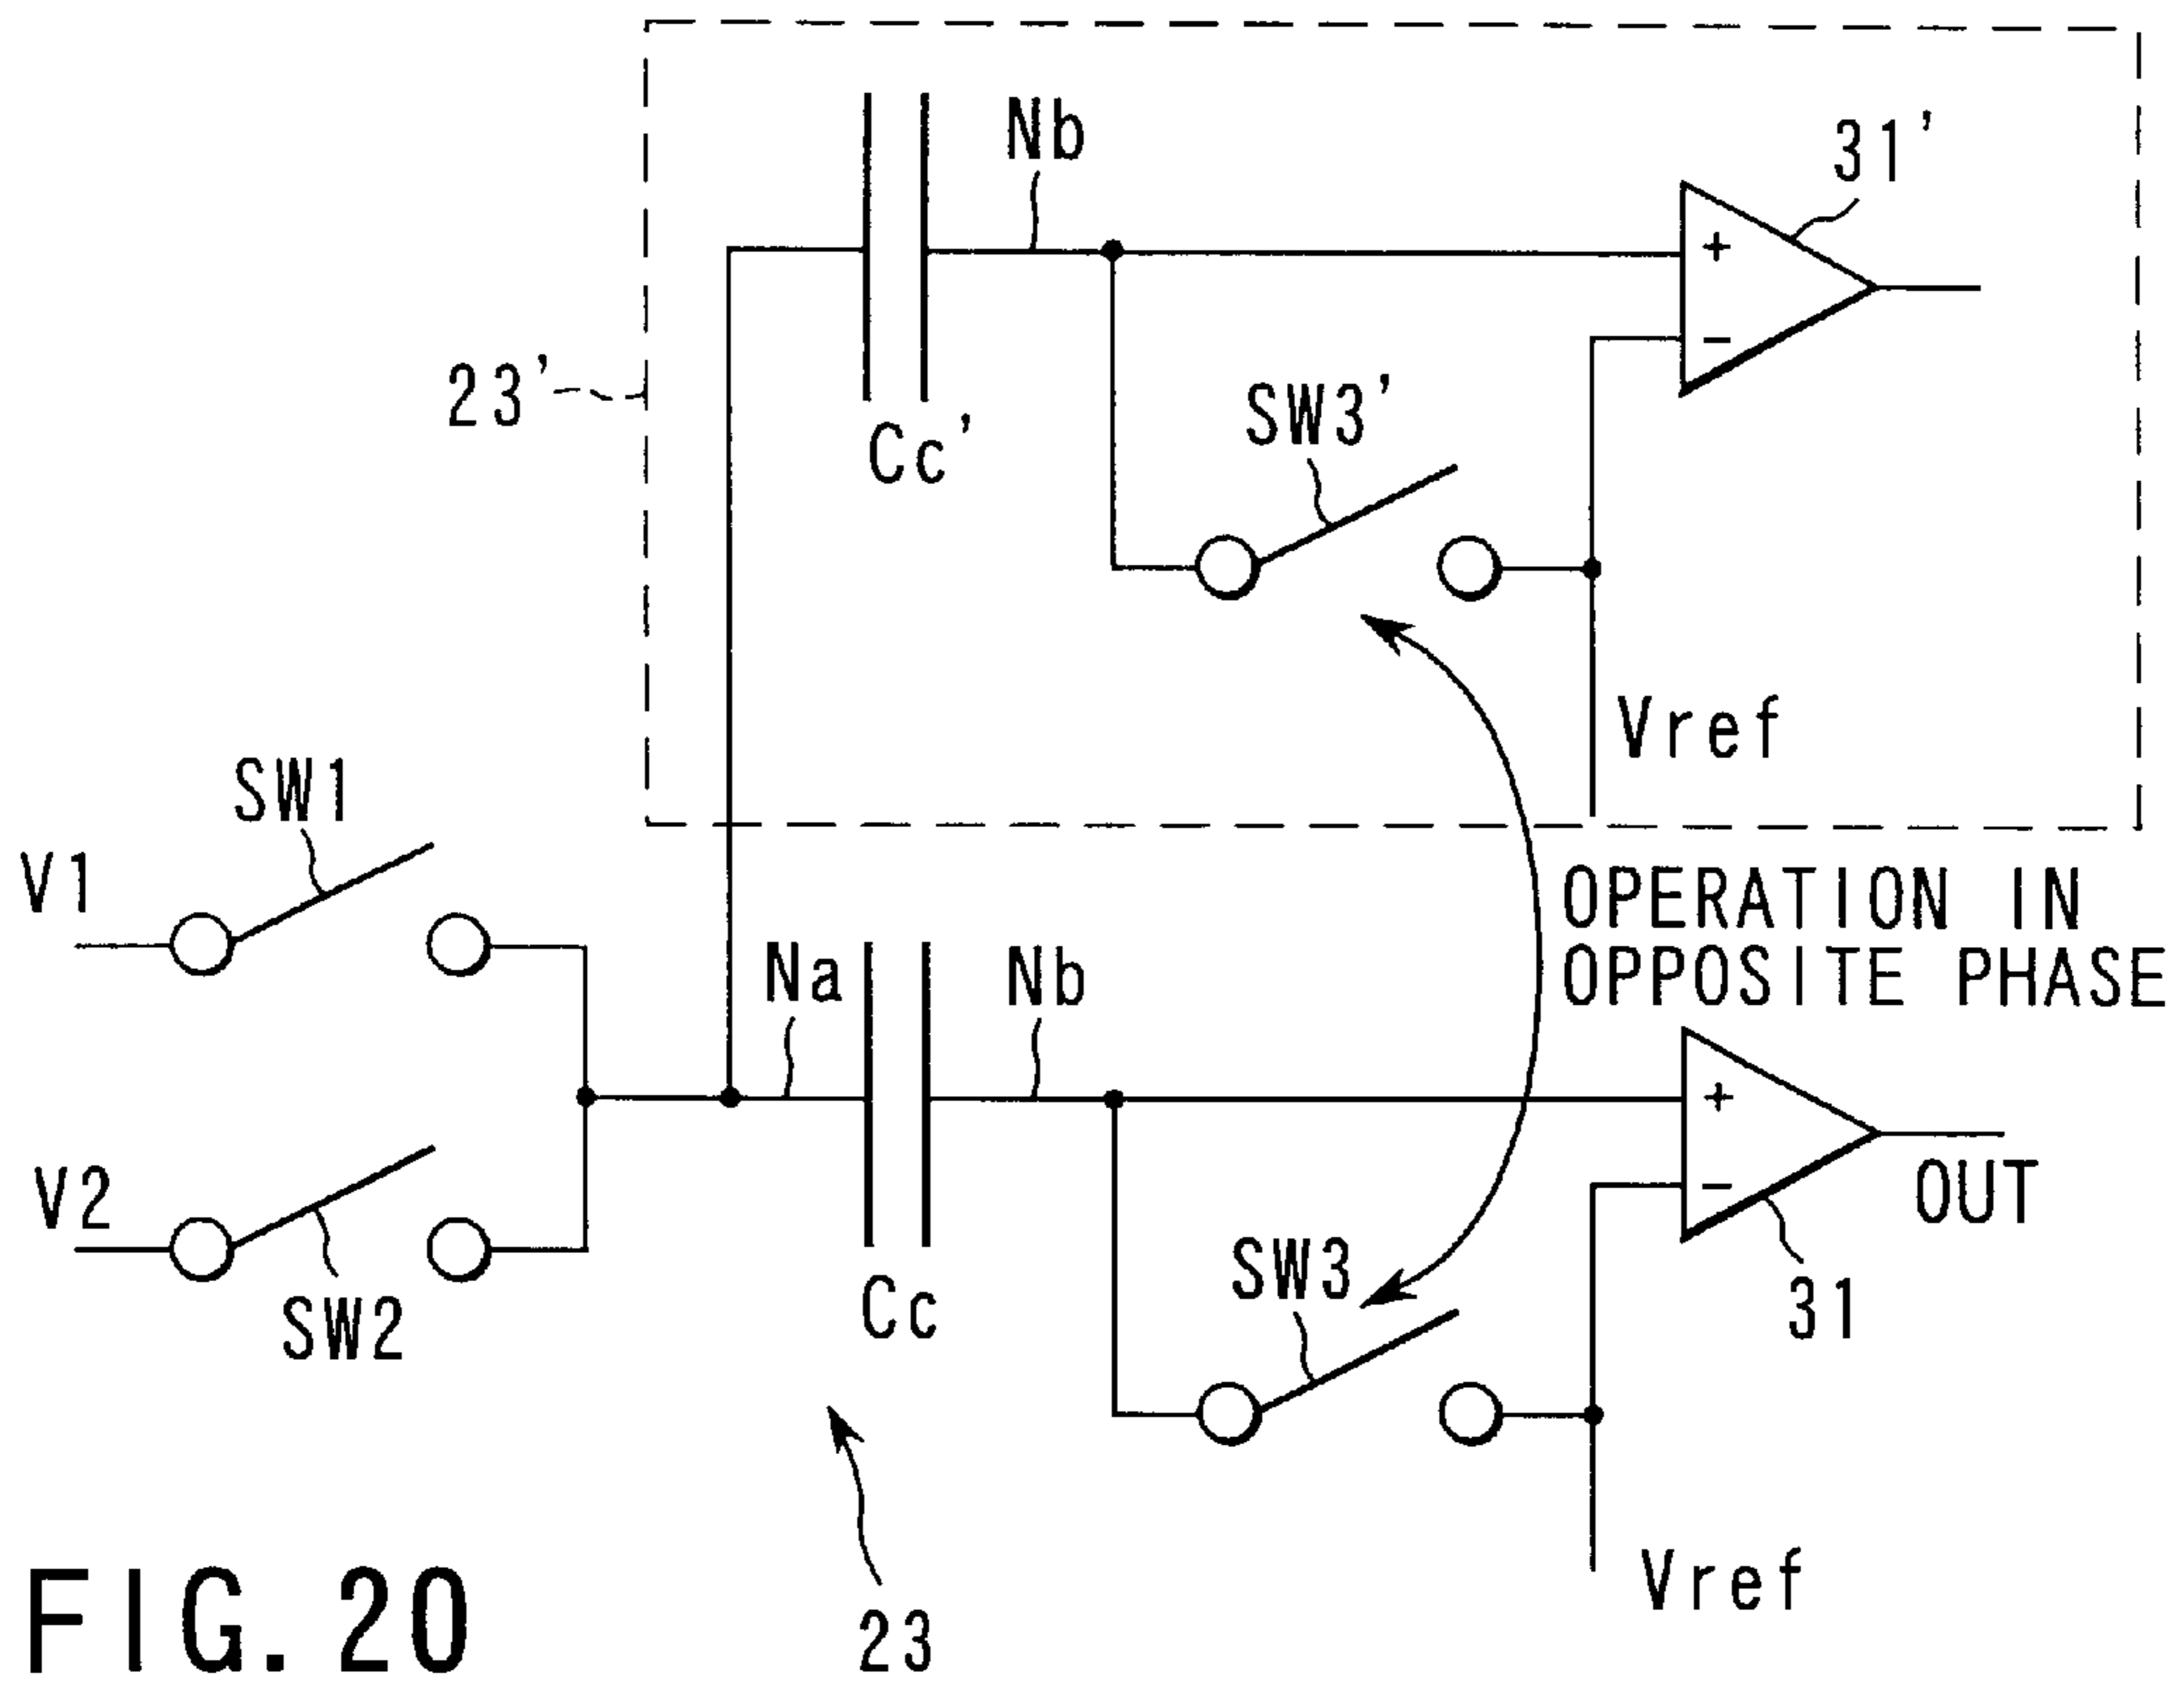 Nb
31'
+
-
23'
SW3'
Cc'
Vref
SW1
V1
OPERATION IN
OPPOSITE PHASE
Na
Nb
+
-
V2
OUT
SW3
SW2
Cc
31
Vref
23
FIG. 20